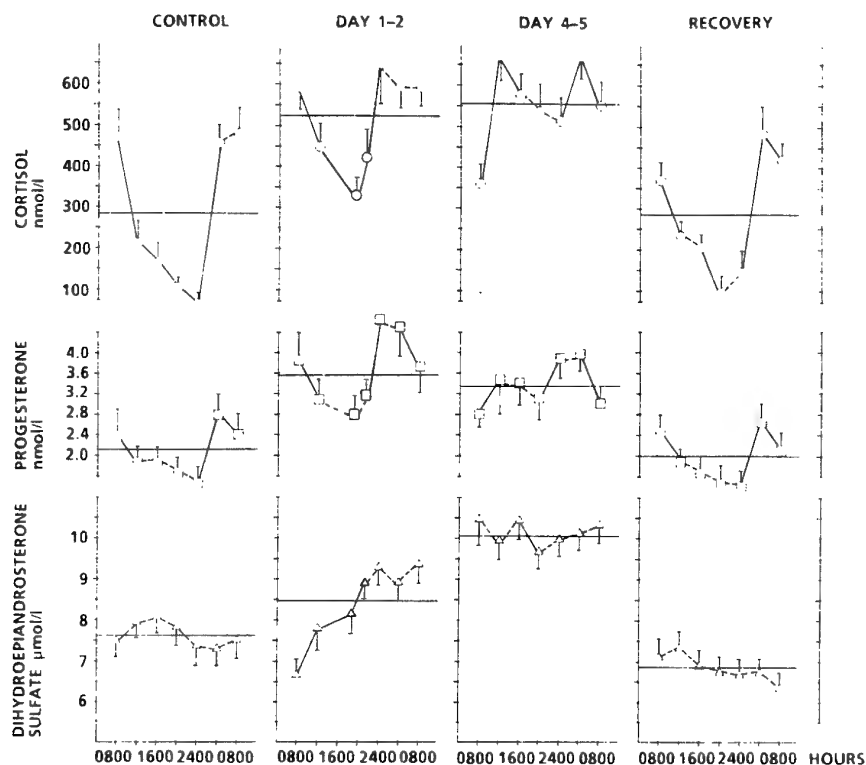 CONTROL DAY 1–2 DAY 4–5 RECOVERY
CORTISOL
nmol/l
600
500
400
300
200
100
PROGESTERONE
nmol/l
4.0
3.6
3.2
2.8
2.4
2.0
DIHYDROEPIANDROSTERONE
SULFATE µmol/l
10
9
8
7
6
0800 1600 2400 0800 0800 1600 2400 0800 0800 1600 2400 0800 0800 1600 2400 0800 HOURS